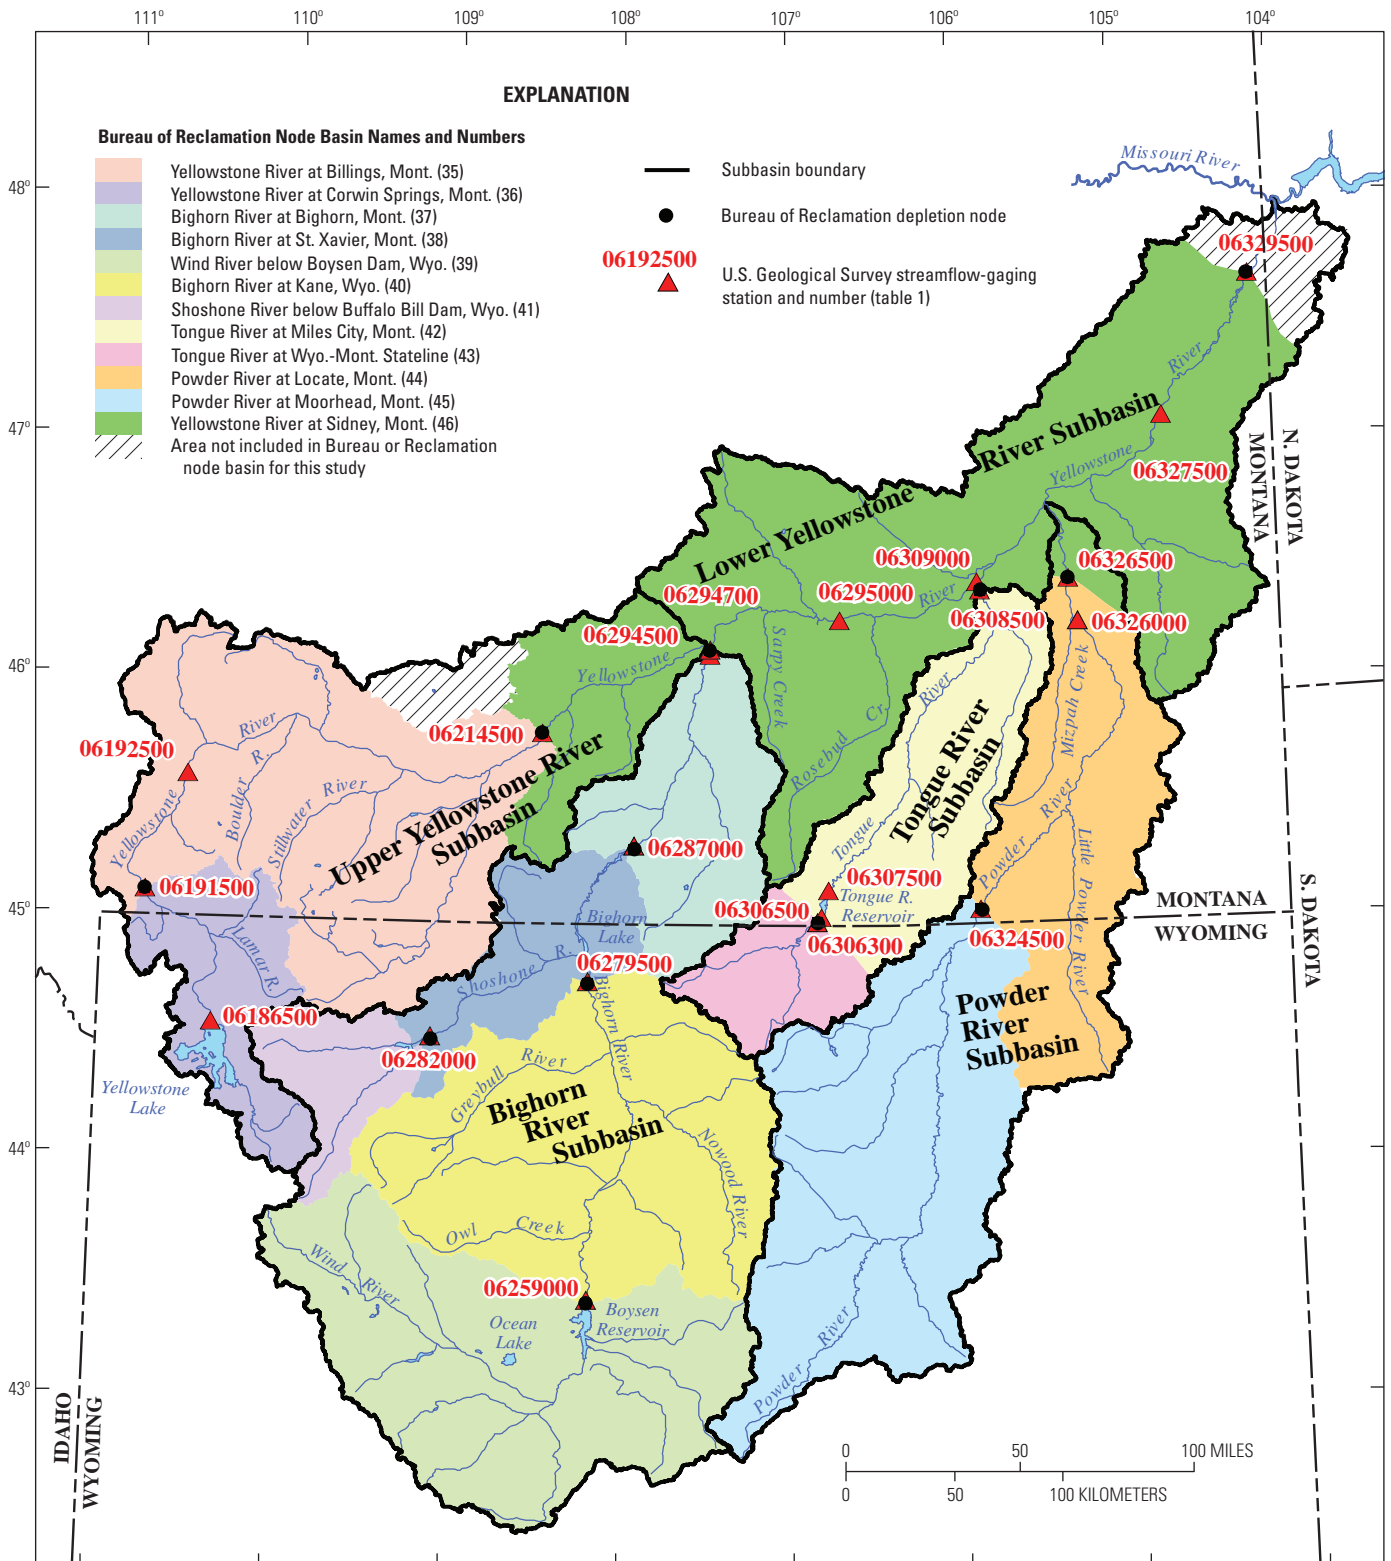 111° 110° 109° 108° 107° 106° 105° 104°
EXPLANATION
Bureau of Reclamation Node Basin Names and Numbers
Yellowstone River at Billings, Mont. (35)
Yellowstone River at Corwin Springs, Mont. (36)
Bighorn River at Bighorn, Mont. (37)
Bighorn River at St. Xavier, Mont. (38)
Wind River below Boysen Dam, Wyo. (39)
Bighorn River at Kane, Wyo. (40)
Shoshone River below Buffalo Bill Dam, Wyo. (41)
Tongue River at Miles City, Mont. (42)
Tongue River at Wyo.-Mont. Stateline (43)
Powder River at Locate, Mont. (44)
Powder River at Moorhead, Mont. (45)
Yellowstone River at Sidney, Mont. (46)
Area not included in Bureau or Reclamation
node basin for this study
Subbasin boundary
Bureau of Reclamation depletion node
06192500
U.S. Geological Survey streamflow-gaging
station and number (table 1)
48°
47°
46°
45°
44°
43°
Missouri River
06329500
River
Lower Yellowstone River Subbasin
Yellowstone
06327500
MONTANA
N. DAKOTA
06309000
06326500
06294700
06295000
River
06308500
06326000
06294500
Yellowstone
Sarpy Creek
River
Mizpah Creek
06214500
06192500
River
Boulder R.
Stillwater River
Yellowstone
Upper Yellowstone River
Subbasin
Rosebud Cr.
Tongue River
Subbasin
Tongue
Powder River
Little Powder River
06287000
06191500
06307500
Tongue R.
Reservoir
06306500
06306300
06324500
MONTANA
WYOMING
S. DAKOTA
Bighorn
Lake
Lamar R.
Shoshone R.
06279500
Bighorn River
06186500
06282000
Yellowstone
Lake
Greybull River
Bighorn
River
Subbasin
Powder
River
Subbasin
Nowood River
Owl Creek
Wind River
06259000
Boysen
Reservoir
Ocean
Lake
Powder River
IDAHO
WYOMING
0 50 100 MILES
0 50 100 KILOMETERS